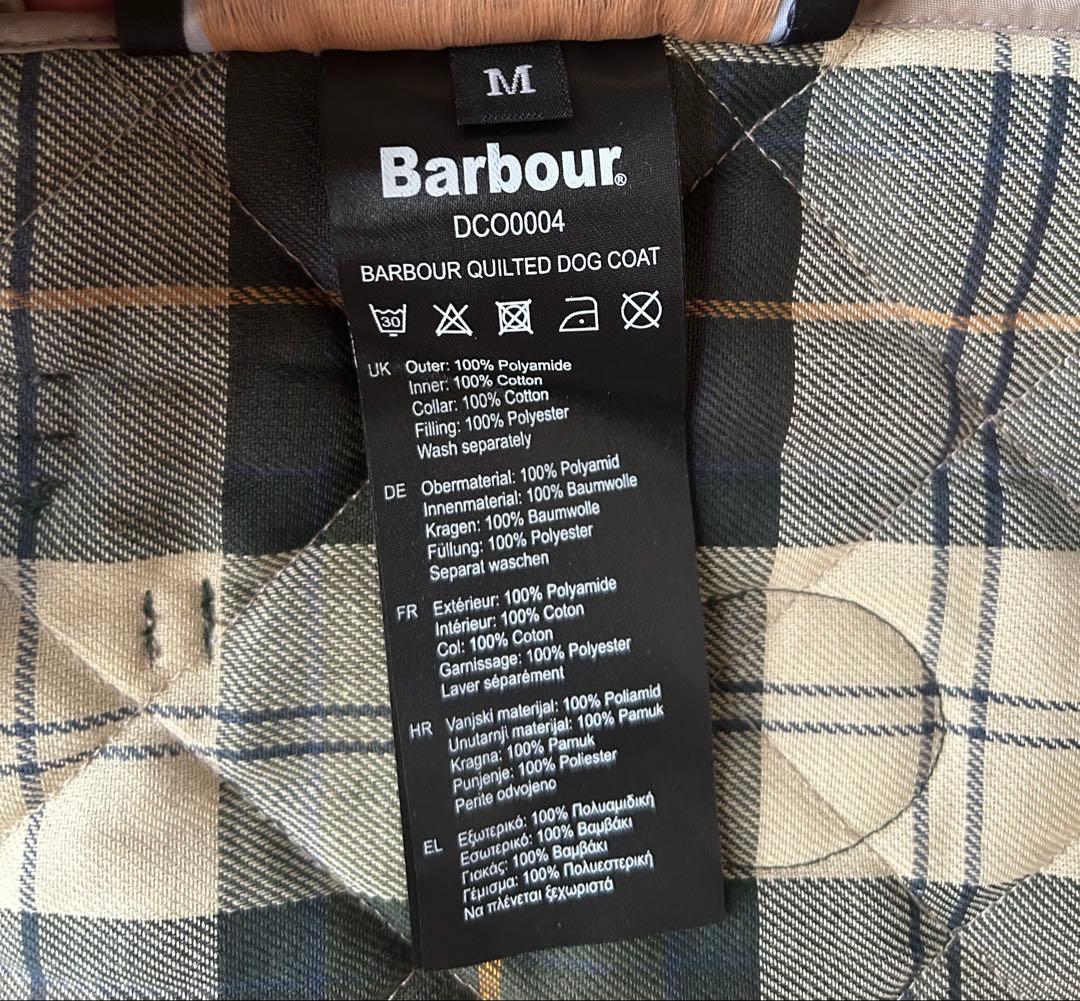 M
Barbour®
DCO0004
BARBOUR QUILTED DOG COAT
30
UK Outer: 100% Polyamide
Inner: 100% Cotton
Collar: 100% Cotton
Filling: 100% Polyester
Wash separately
DE Obermaterial: 100% Polyamid
Innenmaterial: 100% Baumwolle
Kragen: 100% Baumwolle
Füllung: 100% Polyester
Separat waschen
FR Extérieur: 100% Polyamide
Intérieur: 100% Coton
Col: 100% Coton
Garnissage: 100% Polyester
Laver séparément
HR Vanjski materijal: 100% Poliamid
Unutarnji materijal: 100% Pamuk
Kragna: 100% Pamuk
Punjenje: 100% Poliester
Perite odvojeno
EL Εξωτερικό: 100% Πολυαμιδική
Εσωτερικό: 100% Βαμβάκι
Γιακάς: 100% Βαμβάκι
Γέμισμα: 100% Πολυεστερική
Να πλένεται ξεχωριστά